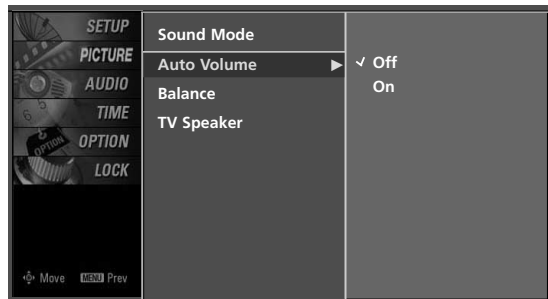 SETUP
PICTURE
AUDIO
TIME
OPTION
LOCK
Move MENU Prev
Sound Mode
Auto Volume ▶
Balance
TV Speaker
✓ Off
On